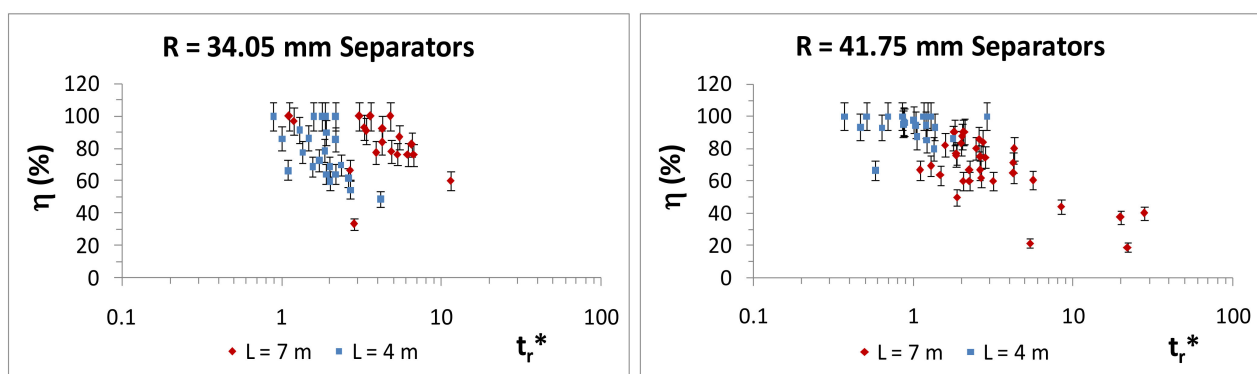 R = 34.05 mm Separators
120
100
80
60
40
20
0
η (%)
0.1 1 10 100
tr*
L = 7 m L = 4 m
R = 41.75 mm Separators
120
100
80
60
40
20
0
η (%)
0.1 1 10 100
tr*
L = 7 m L = 4 m